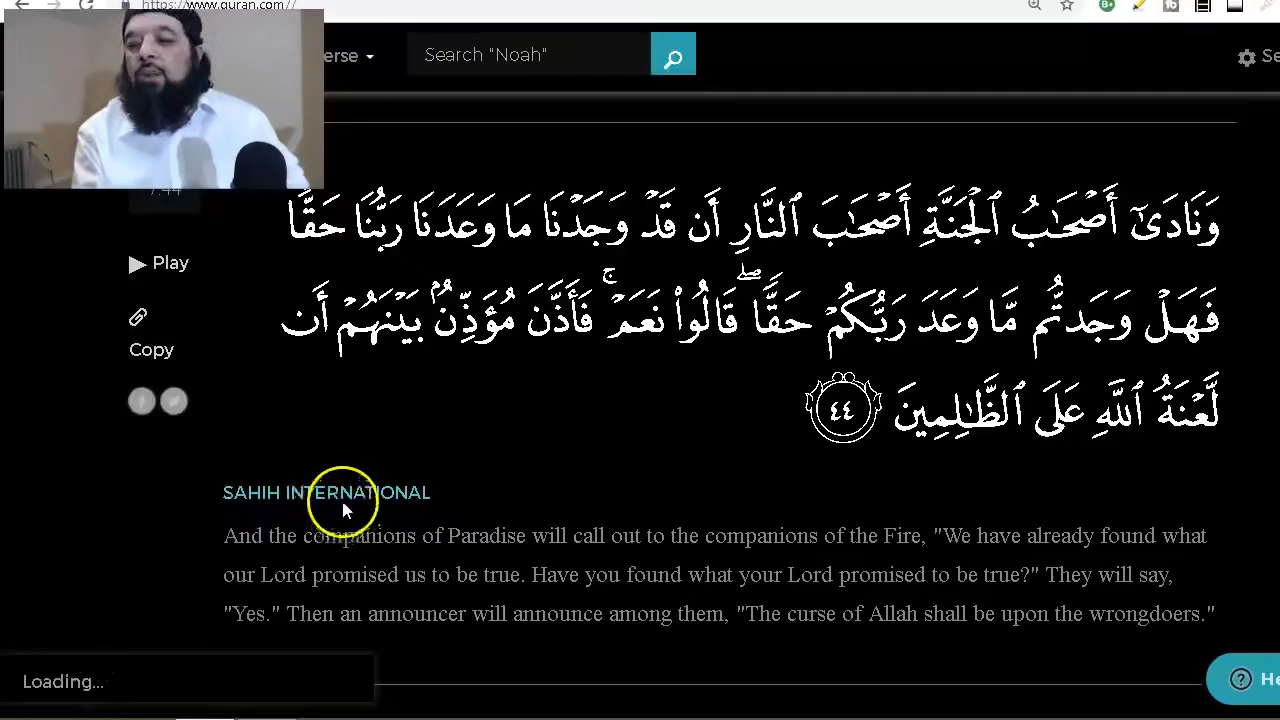 https://www.quran.com//
erse
Search "Noah"
Se
7:44
وَنَادَىٰٓ أَصْحَـٰبُ ٱلْجَنَّةِ أَصْحَـٰبَ ٱلنَّارِ أَن قَدْ وَجَدْنَا مَا وَعَدَنَا رَبُّنَا حَقًّا
فَهَلْ وَجَدتُّم مَّا وَعَدَ رَبُّكُمْ حَقًّا ۖ قَالُوا۟ نَعَمْ ۚ فَأَذَّنَ مُؤَذِّنٌۢ بَيْنَهُمْ أَن
لَّعْنَةُ ٱللَّهِ عَلَى ٱلظَّـٰلِمِينَ ٤٤
Play
Copy
SAHIH INTERNATIONAL
And the companions of Paradise will call out to the companions of the Fire, "We have already found what
our Lord promised us to be true. Have you found what your Lord promised to be true?" They will say,
"Yes." Then an announcer will announce among them, "The curse of Allah shall be upon the wrongdoers."
Loading...
He